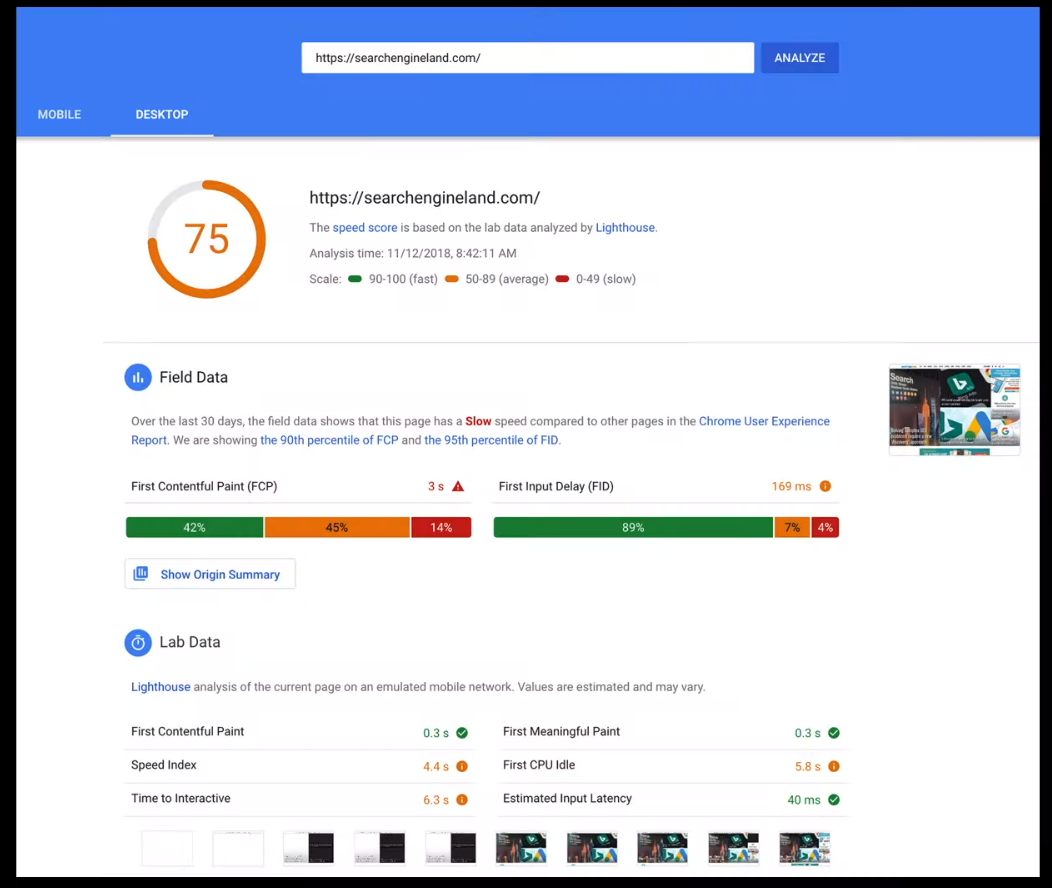 https://searchengineland.com/
ANALYZE
MOBILE
DESKTOP
75
https://searchengineland.com/
The speed score is based on the lab data analyzed by Lighthouse.
Analysis time: 11/12/2018, 8:42:11 AM
Scale: 90-100 (fast) 50-89 (average) 0-49 (slow)
Field Data
Over the last 30 days, the field data shows that this page has a Slow speed compared to other pages in the Chrome User Experience
Report. We are showing the 90th percentile of FCP and the 95th percentile of FID.
Search
First Contentful Paint (FCP) 3 s
First Input Delay (FID) 169 ms
42% 45% 14%
89% 7% 4%
Show Origin Summary
Lab Data
Lighthouse analysis of the current page on an emulated mobile network. Values are estimated and may vary.
First Contentful Paint 0.3 s
First Meaningful Paint 0.3 s
Speed Index 4.4 s
First CPU Idle 5.8 s
Time to Interactive 6.3 s
Estimated Input Latency 40 ms